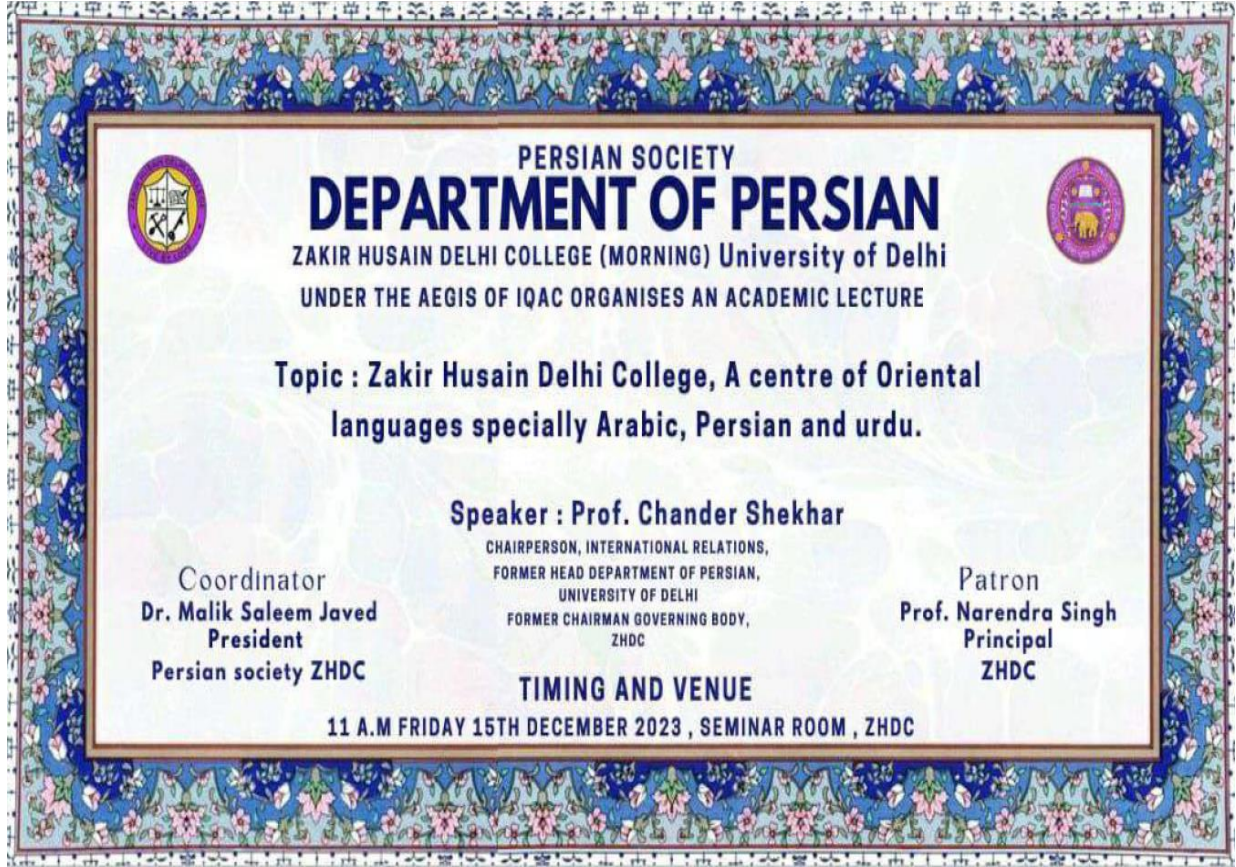 PERSIAN SOCIETY
DEPARTMENT OF PERSIAN
ZAKIR HUSAIN DELHI COLLEGE (MORNING) University of Delhi
UNDER THE AEGIS OF IQAC ORGANISES AN ACADEMIC LECTURE
Topic : Zakir Husain Delhi College, A centre of Oriental
languages specially Arabic, Persian and urdu.
Speaker : Prof. Chander Shekhar
CHAIRPERSON, INTERNATIONAL RELATIONS,
FORMER HEAD DEPARTMENT OF PERSIAN,
UNIVERSITY OF DELHI
FORMER CHAIRMAN GOVERNING BODY,
ZHDC
Coordinator
Dr. Malik Saleem Javed
President
Persian society ZHDC
Patron
Prof. Narendra Singh
Principal
ZHDC
TIMING AND VENUE
11 A.M FRIDAY 15TH DECEMBER 2023 , SEMINAR ROOM , ZHDC